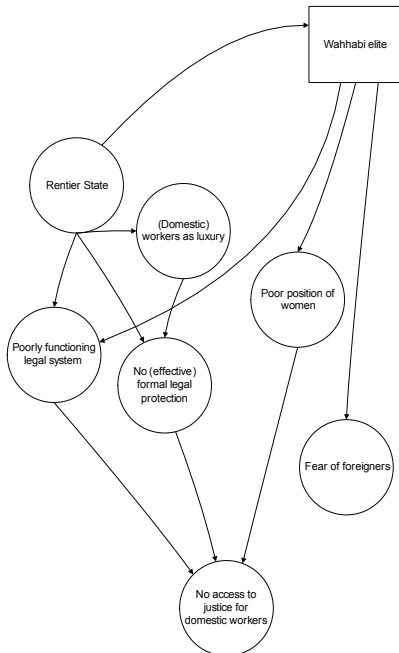 Wahhabi elite
Rentier State
(Domestic)
workers as luxury
Poor position of
women
Poorly functioning
legal system
No (effective)
formal legal
protection
Fear of foreigners
No access to
justice for
domestic workers